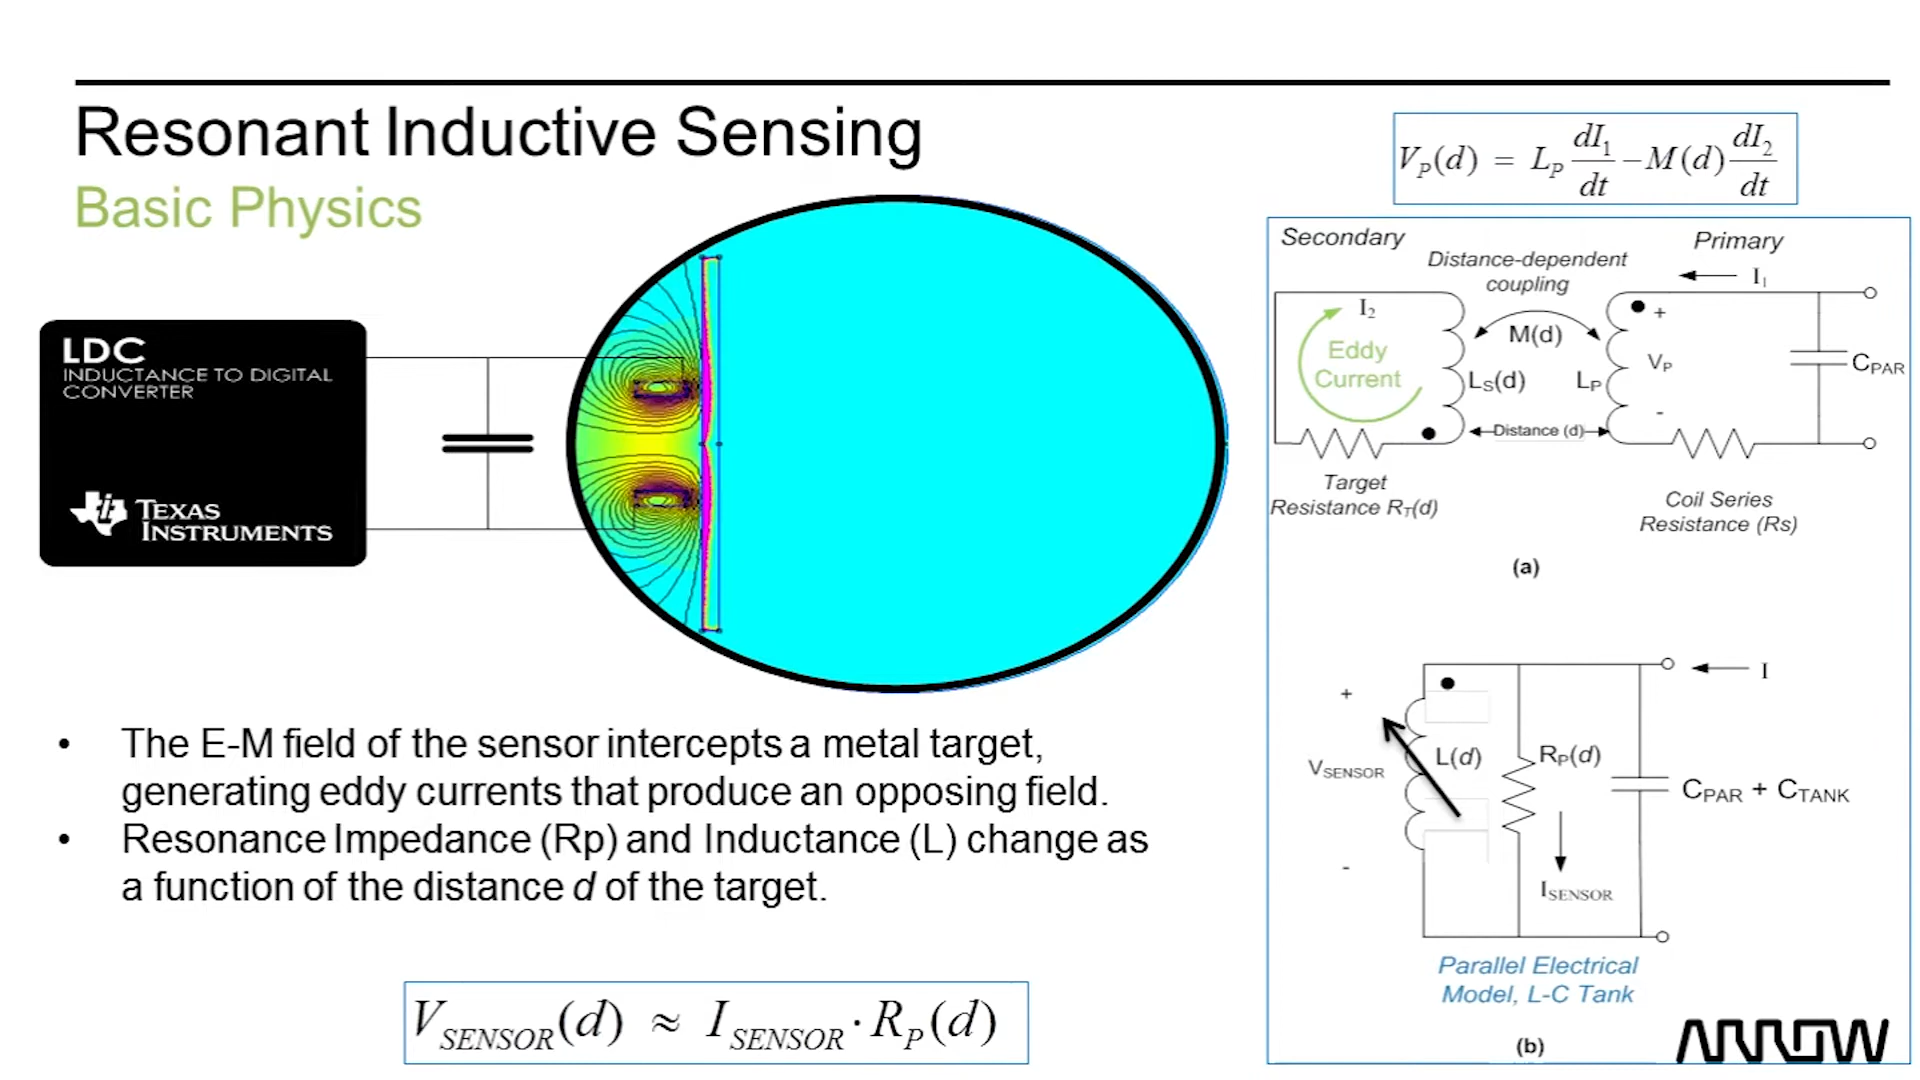 Resonant Inductive Sensing
Basic Physics
V_P(d) = L_P dI_1/dt − M(d) dI_2/dt
LDC
INDUCTANCE TO DIGITAL
CONVERTER
TEXAS
INSTRUMENTS
Secondary
Primary
Distance-dependent
coupling
I_1
I_2
M(d)
+
Eddy
Current
V_P
C_PAR
L_S(d)
L_P
-
Distance (d)
Target
Resistance R_T(d)
Coil Series
Resistance (Rs)
(a)
• The E-M field of the sensor intercepts a metal target,
generating eddy currents that produce an opposing field.
• Resonance Impedance (Rp) and Inductance (L) change as
a function of the distance d of the target.
V_SENSOR(d) ≈ I_SENSOR · R_P(d)
I
+
V_SENSOR
L(d)
R_P(d)
C_PAR + C_TANK
-
I_SENSOR
Parallel Electrical
Model, L-C Tank
(b)
ARROW